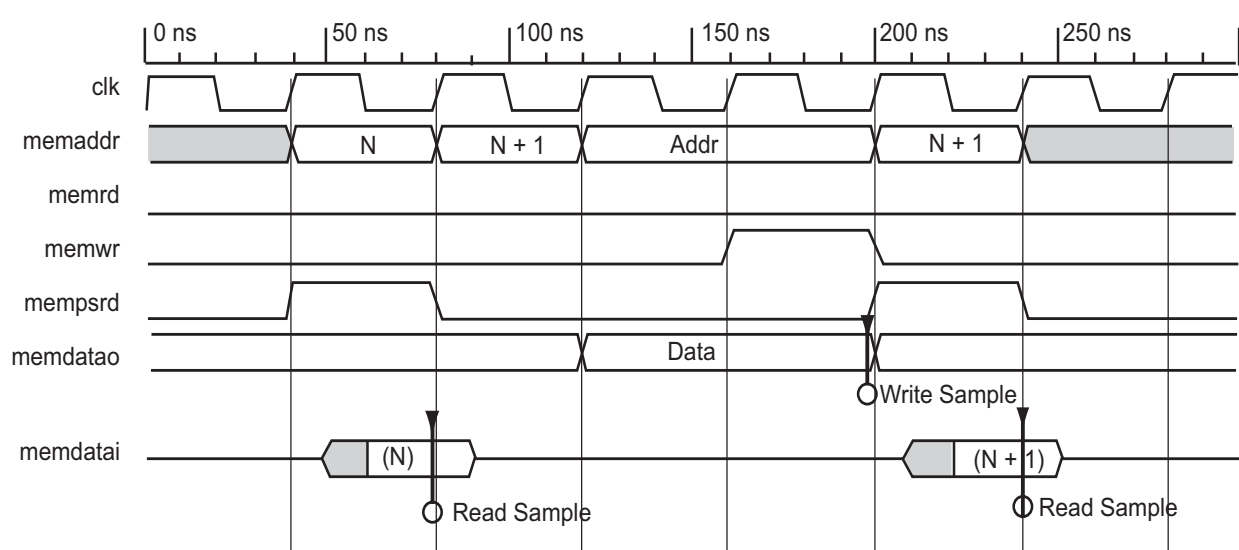 0 ns 50 ns 100 ns 150 ns 200 ns 250 ns
clk
memaddr N N + 1 Addr N + 1
memrd
memwr
mempsrd
memdatao Data
Write Sample
memdatai (N) (N + 1)
Read Sample Read Sample